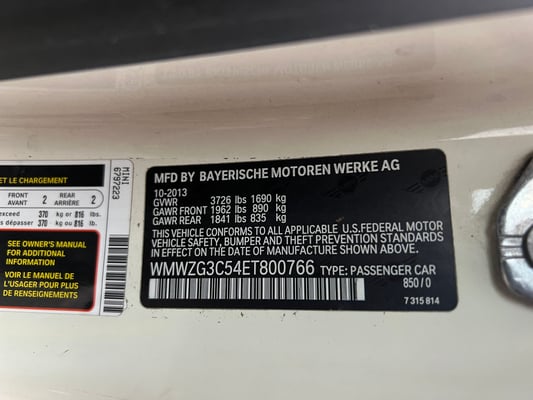 ET LE CHARGEMENT
FRONT
AVANT
2
REAR
ARRIÈRE
2
exceed 370 kg or 816 lbs.
s dépasser 370 kg ou 816 lb.
SEE OWNER'S MANUAL
FOR ADDITIONAL
INFORMATION
VOIR LE MANUEL DE
L'USAGER POUR PLUS
DE RENSEIGNEMENTS
MINI
6797223
MFD BY BAYERISCHE MOTOREN WERKE AG
10-2013
GVWR 3726 lbs 1690 kg
GAWR FRONT 1962 lbs 890 kg
GAWR REAR 1841 lbs 835 kg
THIS VEHICLE CONFORMS TO ALL APPLICABLE U.S.FEDERAL MOTOR
VEHICLE SAFETY, BUMPER AND THEFT PREVENTION STANDARDS
IN EFFECT ON THE DATE OF MANUFACTURE SHOWN ABOVE.
WMWZG3C54ET800766 TYPE: PASSENGER CAR
850 / 0
7 315 814